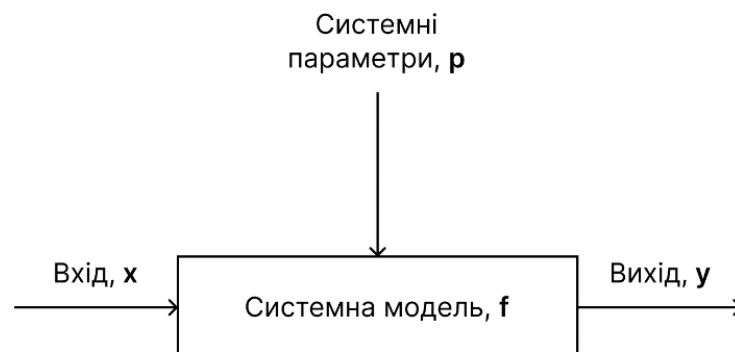 Системні
параметри, p
Вхід, x
Вихід, y
Системна модель, f